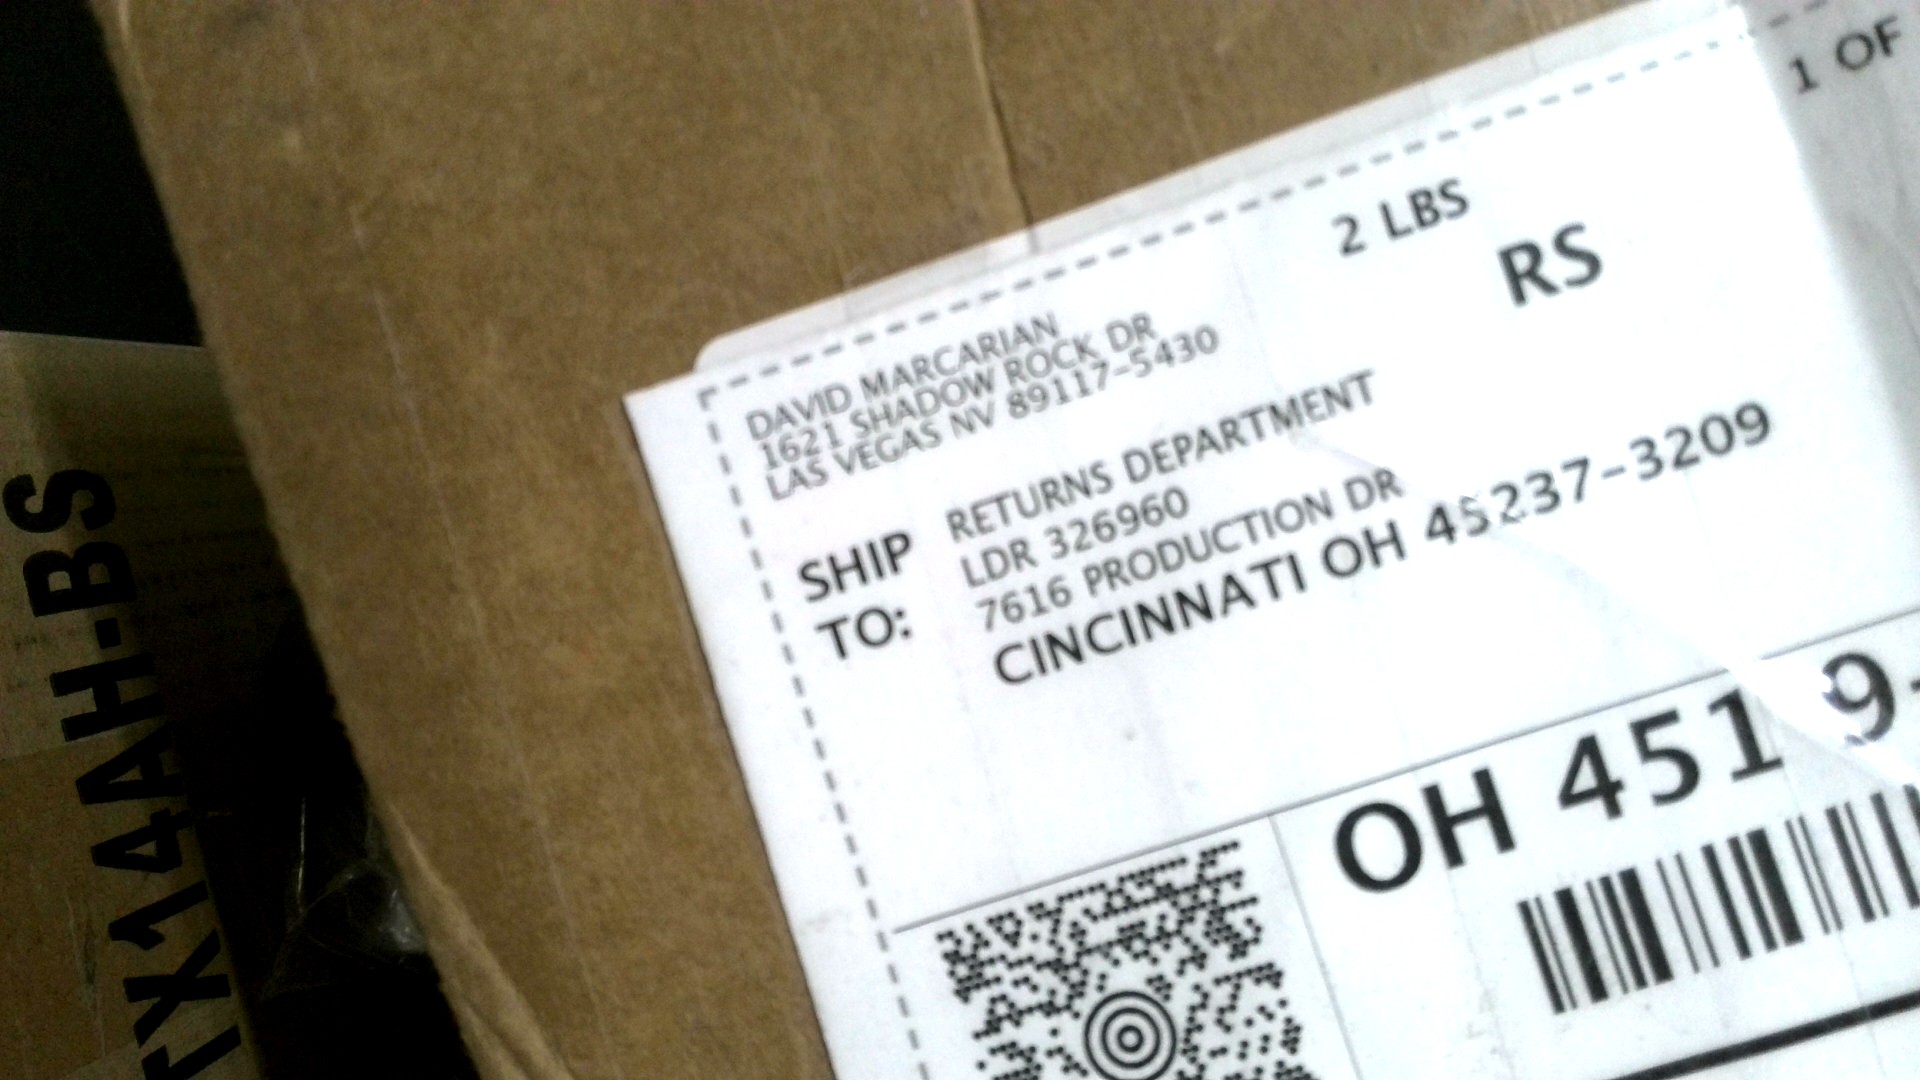 1 OF
2 LBS
RS
DAVID MARCARIAN
1621 SHADOW ROCK DR
LAS VEGAS NV 89117-5430
SHIP TO:
RETURNS DEPARTMENT
LDR 326960
7616 PRODUCTION DR
CINCINNATI OH 45237-3209
OH 451 9-
TX14AH-BS